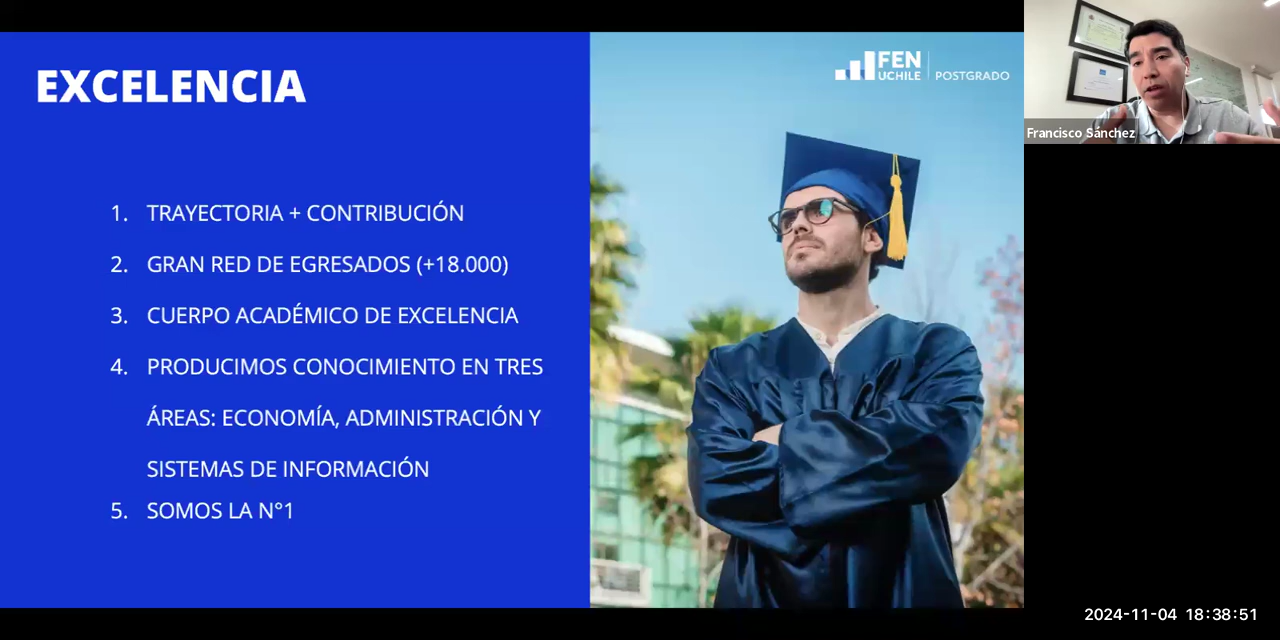 EXCELENCIA
FEN
UCHILE
POSTGRADO
Francisco Sánchez
1. TRAYECTORIA + CONTRIBUCIÓN
2. GRAN RED DE EGRESADOS (+18.000)
3. CUERPO ACADÉMICO DE EXCELENCIA
4. PRODUCIMOS CONOCIMIENTO EN TRES
ÁREAS: ECONOMÍA, ADMINISTRACIÓN Y
SISTEMAS DE INFORMACIÓN
5. SOMOS LA N°1
2024-11-04 18:38:51